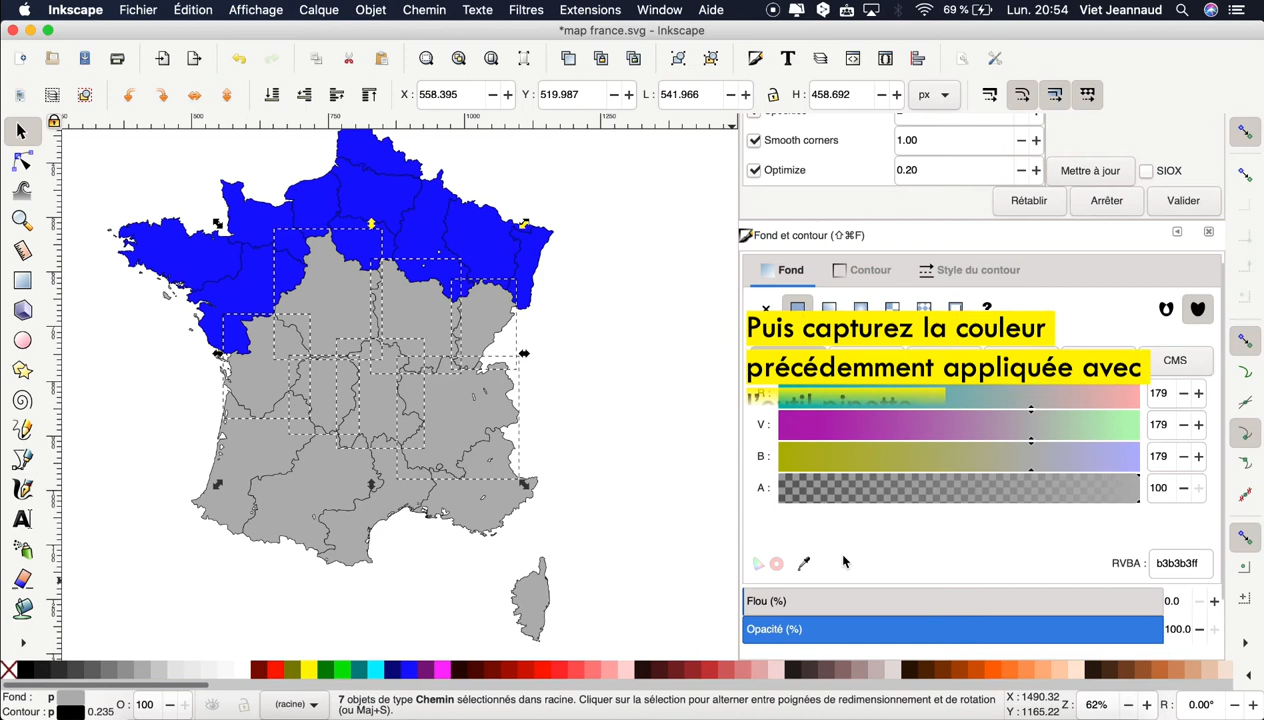 Inkscape Fichier Édition Affichage Calque Objet Chemin Texte Filtres Extensions Window Aide 69 % Lun. 20:54 Viet Jeannaud
*map france.svg - Inkscape
X : 558.395 Y : 519.987 L : 541.966 H : 458.692 px
500 750 1000 1250
Smooth corners 1.00
Optimize 0.20 Mettre à jour SIOX
Rétablir Arrêter Valider
Fond et contour (⇧⌘F)
Fond Contour Style du contour
Puis capturez la couleur
précédemment appliquée avec
CMS
179
V : 179
B : 179
A : 100
RVBA : b3b3b3ff
Flou (%) 0.0
Opacité (%) 100.0
Fond : p O : 100 (racine) 7 objets de type Chemin sélectionnés dans racine. Cliquer sur la sélection pour alterner entre poignées de redimensionnement et de rotation X : 1490.32 Z : 62% R : 0.00°
Contour : p 0.235 (ou Maj+S). Y : 1165.22